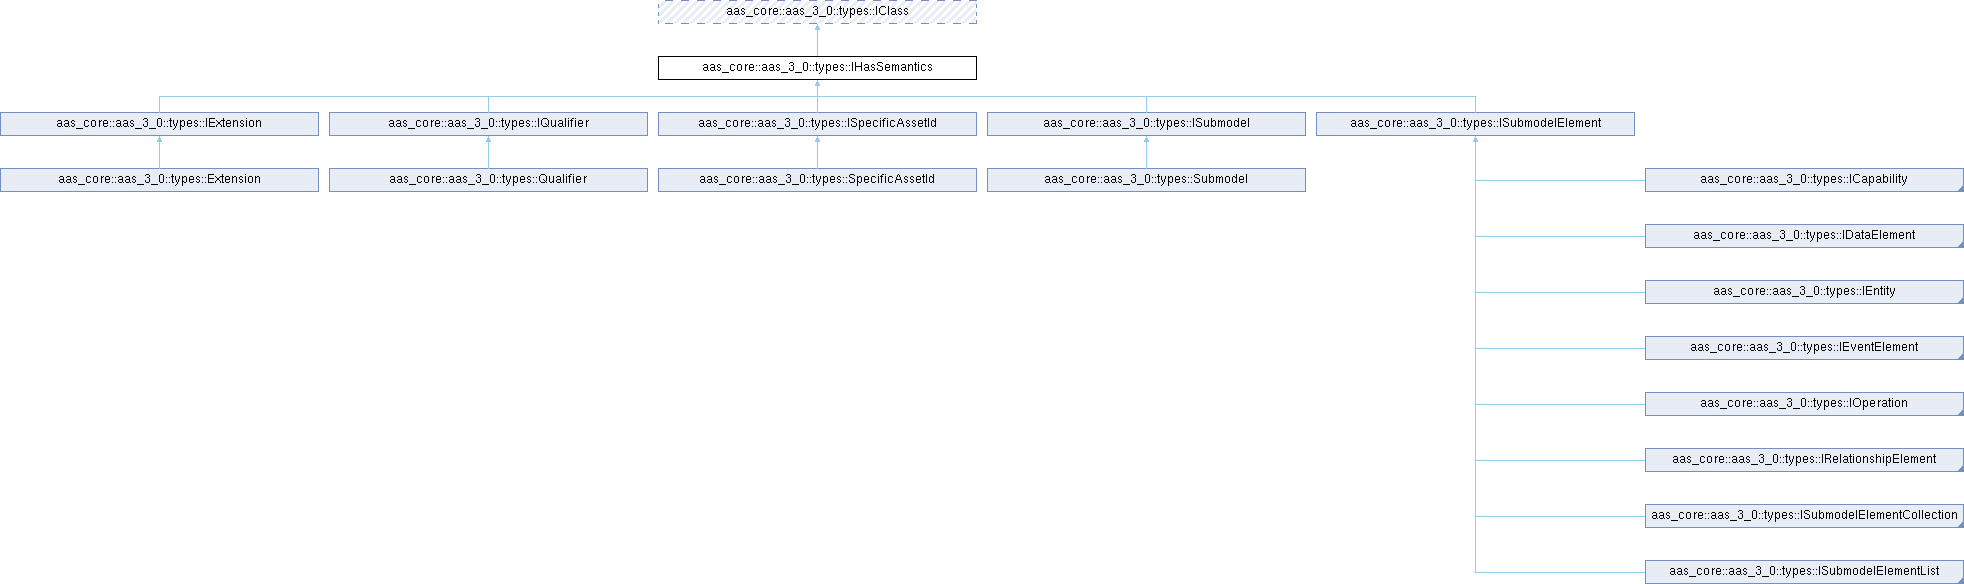 aas_core::aas_3_0::types::IClass
aas_core::aas_3_0::types::IHasSemantics
aas_core::aas_3_0::types::IExtension
aas_core::aas_3_0::types::IQualifier
aas_core::aas_3_0::types::ISpecificAssetId
aas_core::aas_3_0::types::ISubmodel
aas_core::aas_3_0::types::ISubmodelElement
aas_core::aas_3_0::types::Extension
aas_core::aas_3_0::types::Qualifier
aas_core::aas_3_0::types::SpecificAssetId
aas_core::aas_3_0::types::Submodel
aas_core::aas_3_0::types::ICapability
aas_core::aas_3_0::types::IDataElement
aas_core::aas_3_0::types::IEntity
aas_core::aas_3_0::types::IEventElement
aas_core::aas_3_0::types::IOperation
aas_core::aas_3_0::types::IRelationshipElement
aas_core::aas_3_0::types::ISubmodelElementCollection
aas_core::aas_3_0::types::ISubmodelElementList